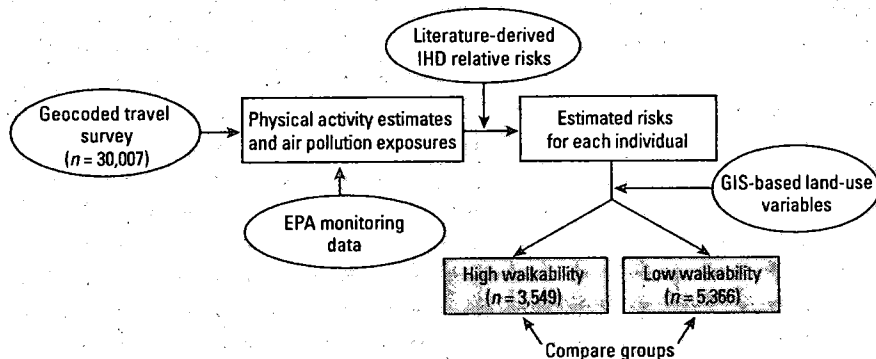 Literature-derived
IHD relative risks
Geocoded travel
survey
(n = 30,007)
Physical activity estimates
and air pollution exposures
Estimated risks
for each individual
GIS-based land-use
variables
EPA monitoring
data
High walkability
(n = 3,549)
Low walkability
(n = 5,366)
Compare groups